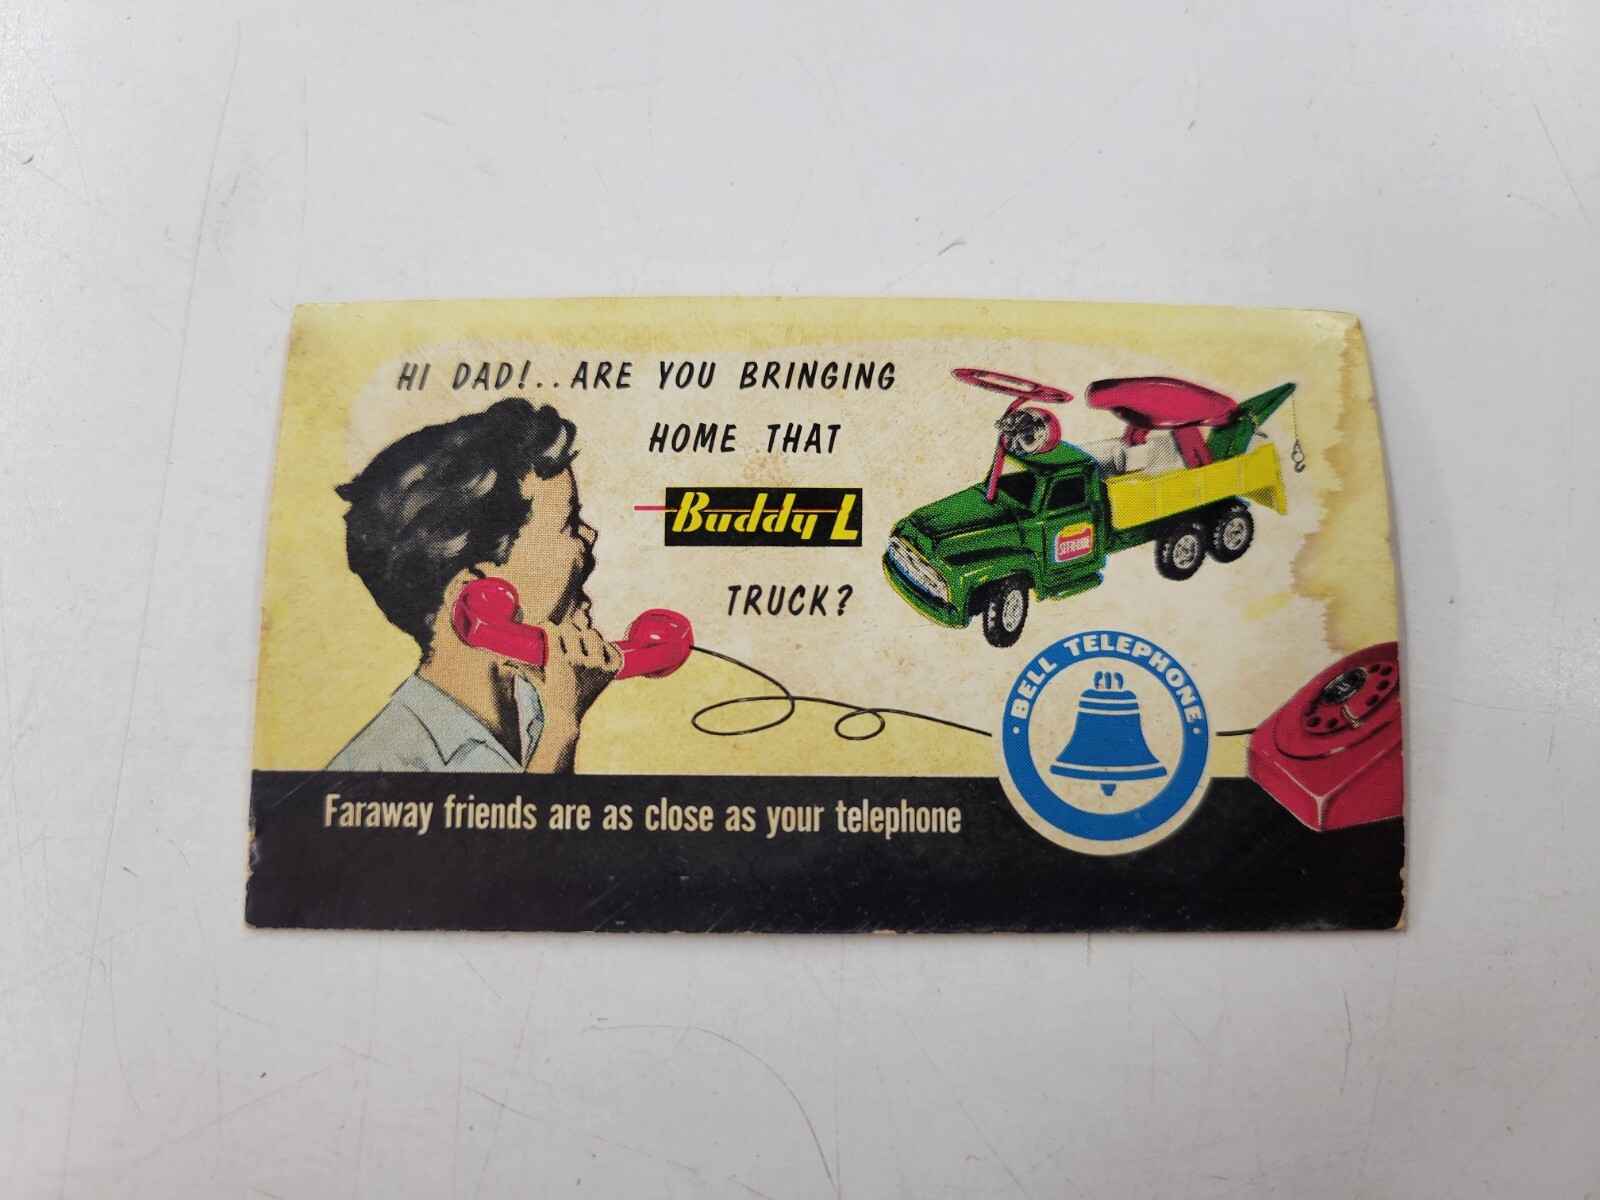 HI DAD!..ARE YOU BRINGING
HOME THAT
Buddy L
TRUCK?
BELL TELEPHONE
Faraway friends are as close as your telephone